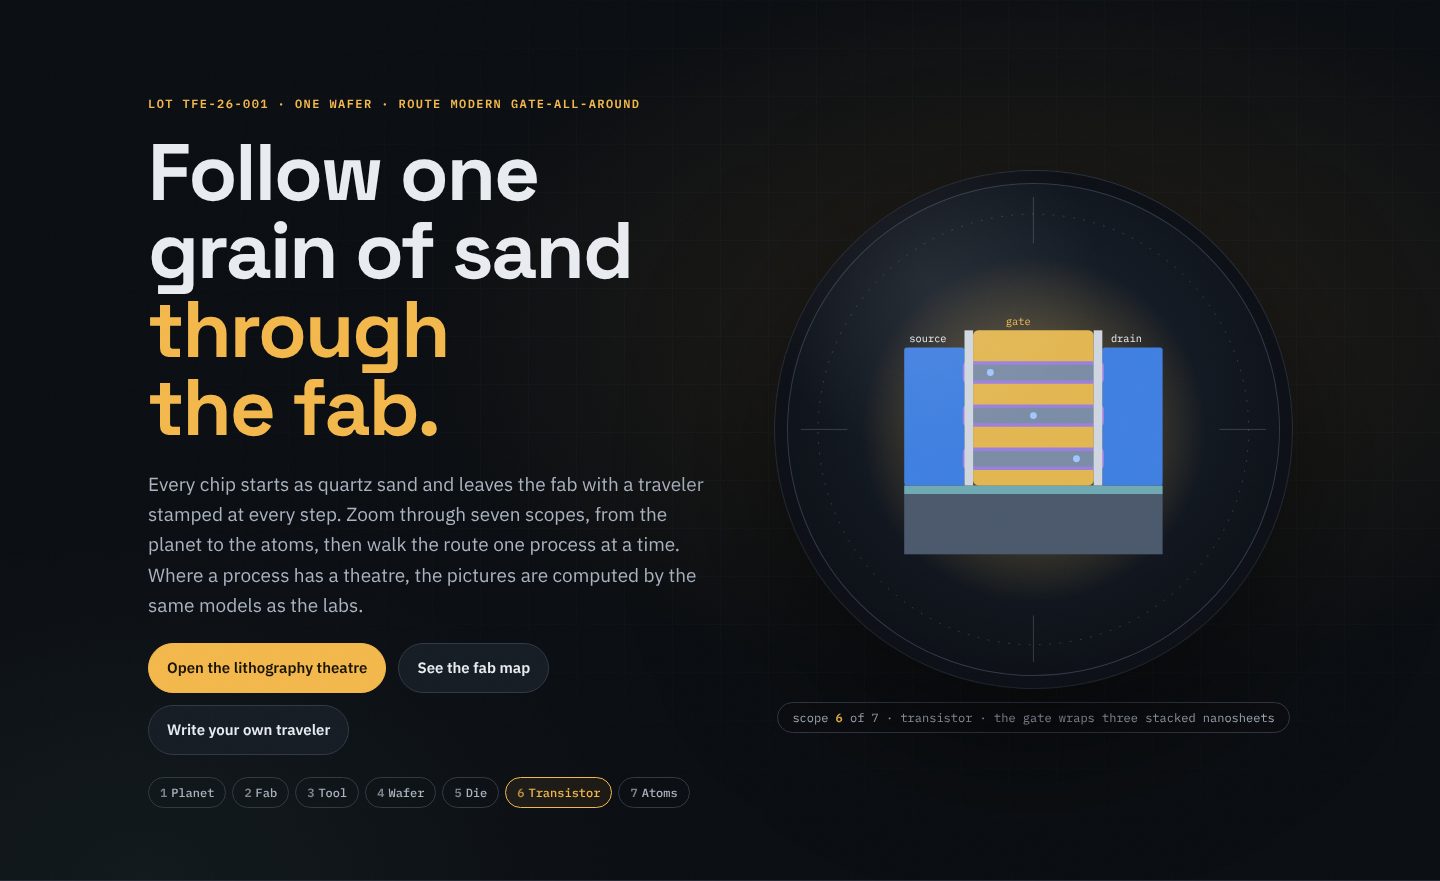 LOT TFE-26-001 · ONE WAFER · ROUTE MODERN GATE-ALL-AROUND
Follow one
grain of sand
through
the fab.
Every chip starts as quartz sand and leaves the fab with a traveler
stamped at every step. Zoom through seven scopes, from the
planet to the atoms, then walk the route one process at a time.
Where a process has a theatre, the pictures are computed by the
same models as the labs.
Open the lithography theatre
See the fab map
Write your own traveler
1 Planet
2 Fab
3 Tool
4 Wafer
5 Die
6 Transistor
7 Atoms
gate
source
drain
scope 6 of 7 · transistor · the gate wraps three stacked nanosheets